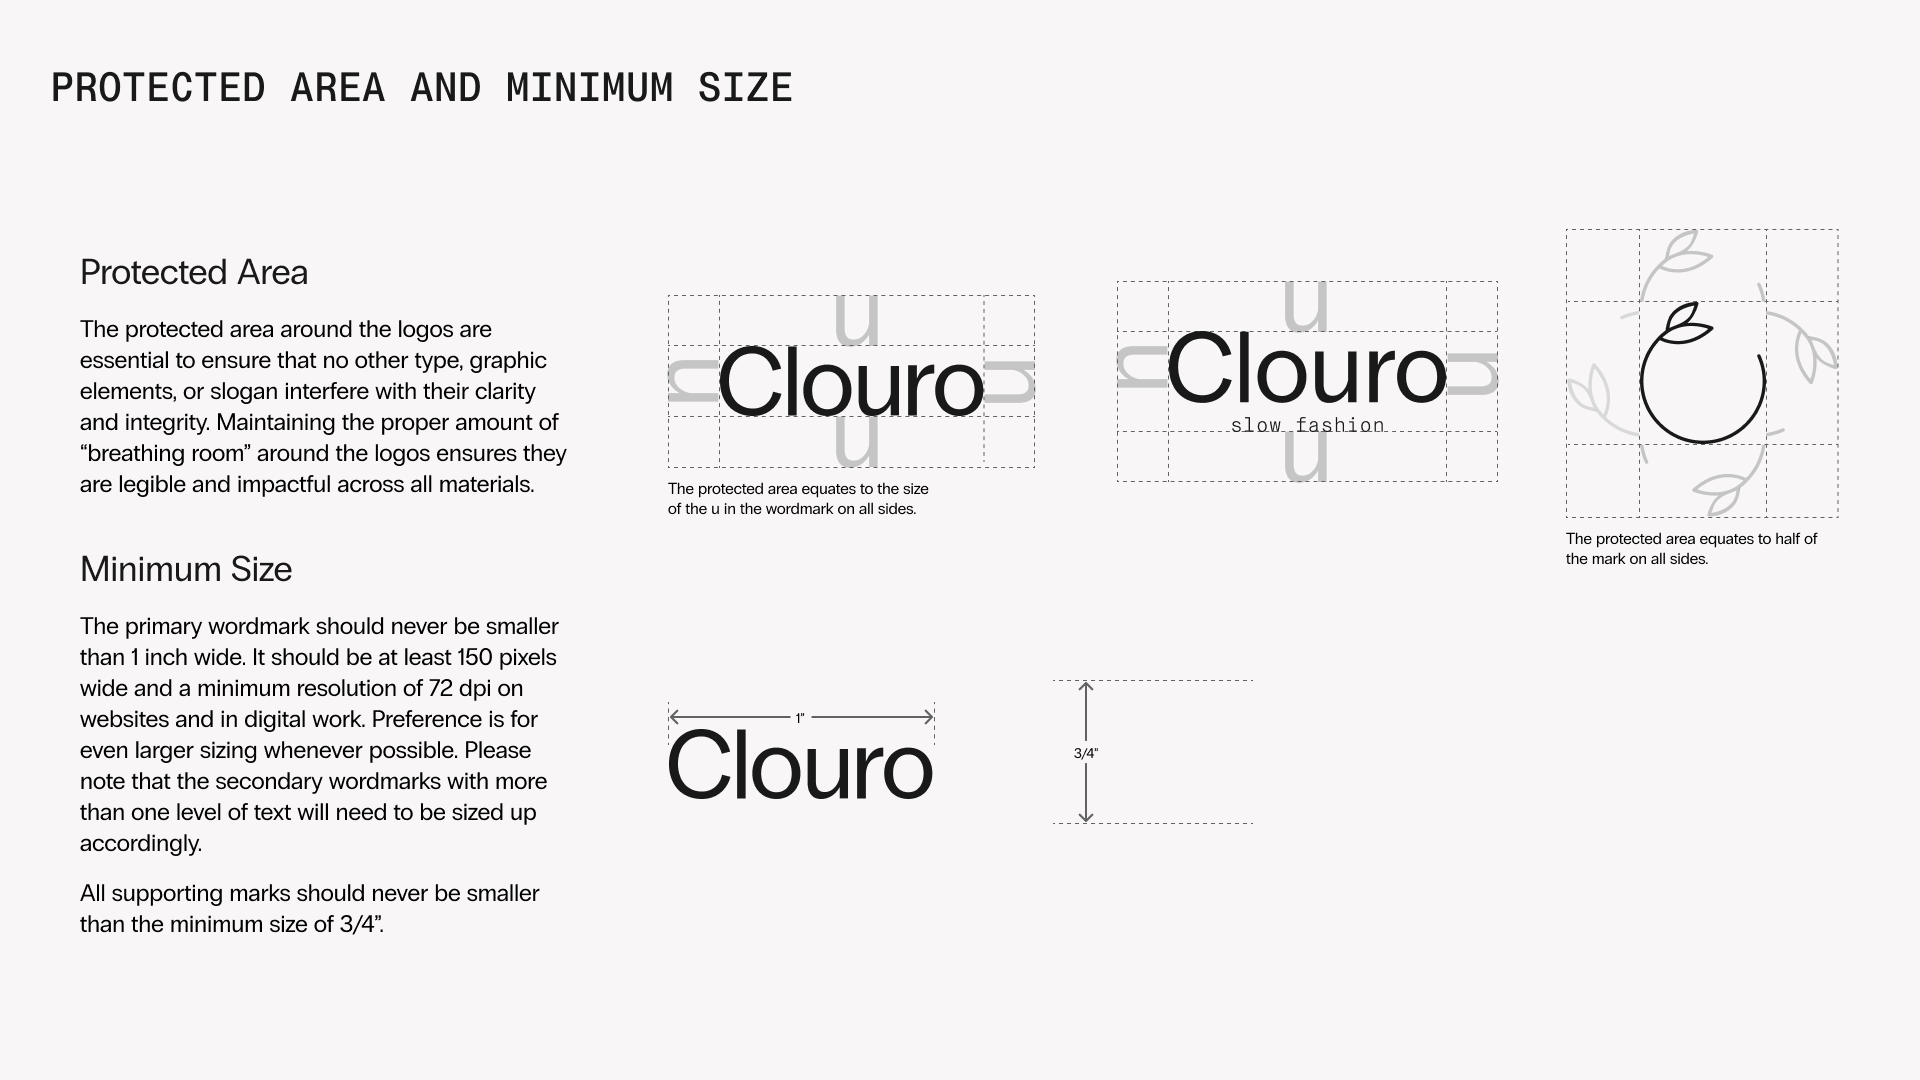 PROTECTED AREA AND MINIMUM SIZE
Protected Area
The protected area around the logos are
essential to ensure that no other type, graphic
elements, or slogan interfere with their clarity
and integrity. Maintaining the proper amount of
“breathing room” around the logos ensures they
are legible and impactful across all materials.
Minimum Size
The primary wordmark should never be smaller
than 1 inch wide. It should be at least 150 pixels
wide and a minimum resolution of 72 dpi on
websites and in digital work. Preference is for
even larger sizing whenever possible. Please
note that the secondary wordmarks with more
than one level of text will need to be sized up
accordingly.
All supporting marks should never be smaller
than the minimum size of 3/4”.
u
u Clouro u
u
The protected area equates to the size
of the u in the wordmark on all sides.
u
u Clouro u
slow fashion
u
The protected area equates to half of
the mark on all sides.
1"
Clouro
3/4"